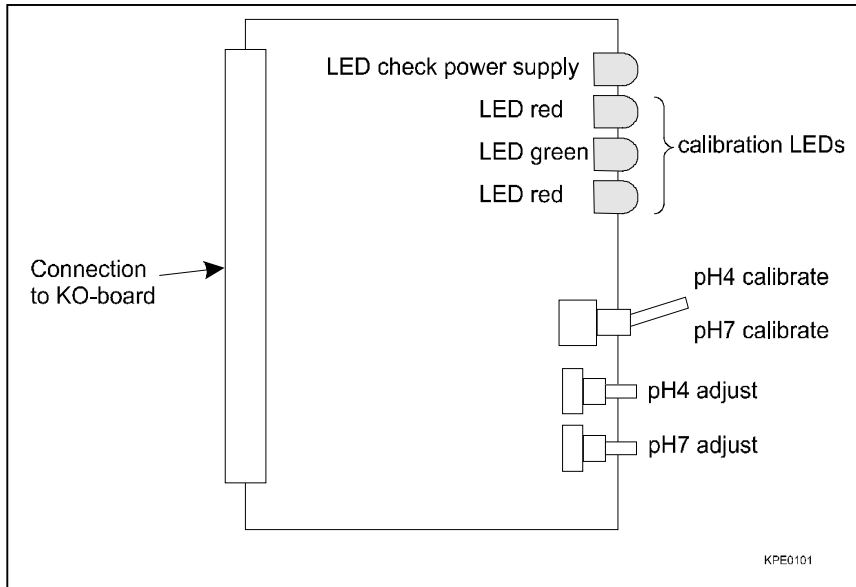 LED check power supply
LED red
LED green
LED red
calibration LEDs
Connection
to KO-board
pH4 calibrate
pH7 calibrate
pH4 adjust
pH7 adjust
KPE0101